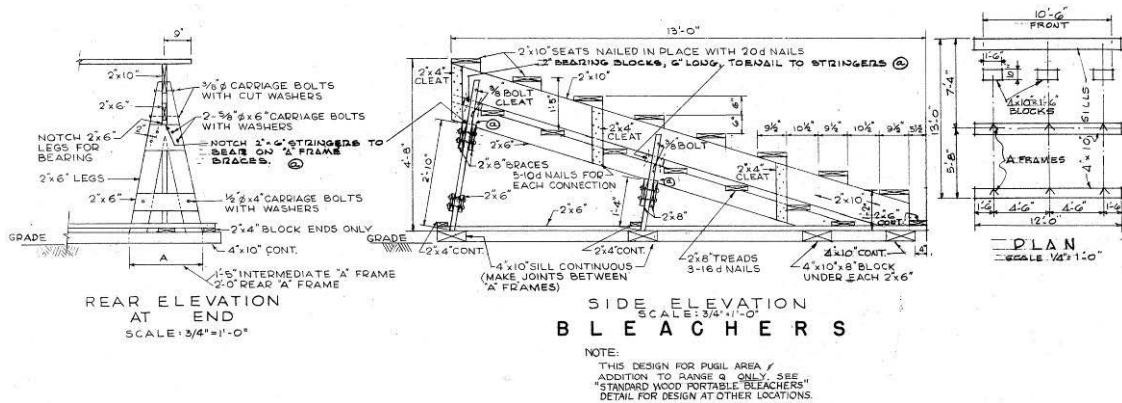 9"
2"x10"
3/8"ø CARRIAGE BOLTS
WITH CUT WASHERS
2"x6"
2-5/8"ø x 6" CARRIAGE BOLTS
WITH WASHERS
NOTCH 2"x6"
LEGS FOR
BEARING
NOTCH 2"x6" STRINGERS TO
BEAR ON "A" FRAME
BRACES. ⓐ
2"x6" LEGS
2"x6"
1/2"ø x4" CARRIAGE BOLTS
WITH WASHERS
2"x4" BLOCK ENDS ONLY
GRADE
4"x10" CONT.
A
1'-5" INTERMEDIATE "A" FRAME
2'-0" REAR "A" FRAME
REAR ELEVATION
AT END
SCALE: 3/4"=1'-0"
13'-0"
2"x10" SEATS NAILED IN PLACE WITH 20d NAILS
2" BEARING BLOCKS, 6" LONG, TOENAIL TO STRINGERS ⓐ
2"x4"
CLEAT
2"x10"
3/8 BOLT
CLEAT
1'-5"
6"
6"
2"x4"
CLEAT
9 1/2"
10 1/2"
9 1/2"
10 1/2"
9 1/2"
5 1/2"
4'-8"
2'-10"
ⓐ
2"x6"
3/8" BOLT
2"x8" BRACES
5-10d NAILS FOR
EACH CONNECTION
2"x4"
CLEAT
ⓐ
2"x6"
1'-4"
2"x8"
2"x10"
1'-2"
2"x6"
CONT.
2"x6"
GRADE
2"x4" CONT.
4"x10" SILL CONTINUOUS
(MAKE JOINTS BETWEEN
"A" FRAMES)
2"x4"
CONT.
2"x8" TREADS
3-16d NAILS
4"x10" CONT.
4"x10"x8" BLOCK
UNDER EACH 2"x6"
4"
SIDE ELEVATION
SCALE: 3/4"=1'-0"
BLEACHERS
NOTE:
THIS DESIGN FOR PUGIL AREA &
ADDITION TO RANGE Q ONLY. SEE
"STANDARD WOOD PORTABLE BLEACHERS"
DETAIL FOR DESIGN AT OTHER LOCATIONS.
10'-6"
FRONT
1'-6"
7'-4"
13'-0"
4"x10"x1'-6"
BLOCKS
SILLS
4"x10"
5'-8"
A FRAMES
1'-6"
4'-6"
4'-6"
1'-6"
12'-0"
PLAN
SCALE 1/4"=1'-0"